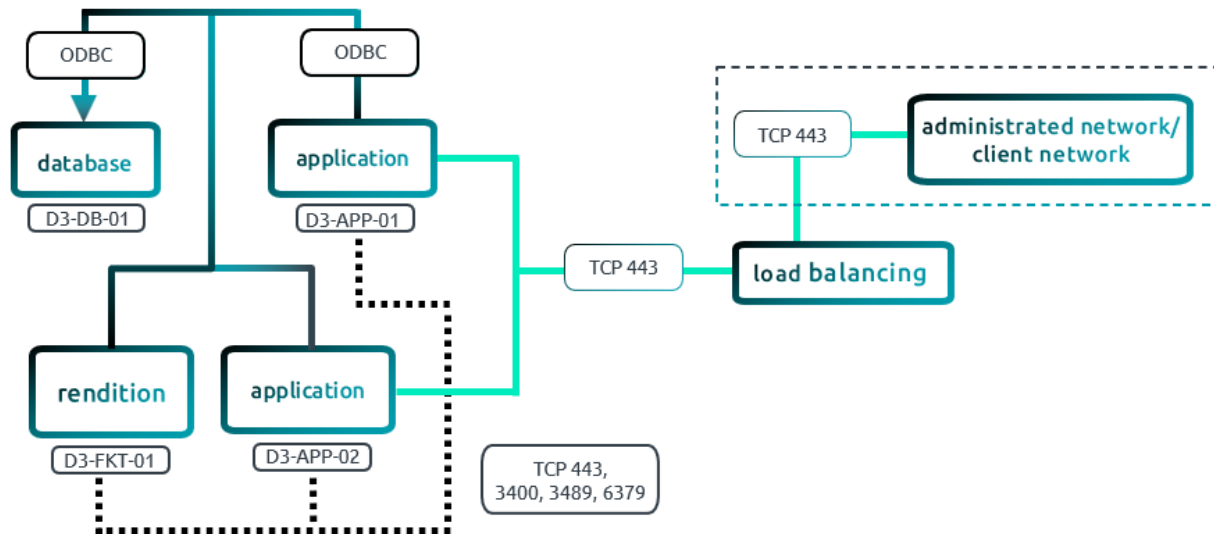 ODBC
ODBC
database
D3-DB-01
application
D3-APP-01
TCP 443
administrated network/
client network
TCP 443
load balancing
rendition
D3-FKT-01
application
D3-APP-02
TCP 443,
3400, 3489, 6379